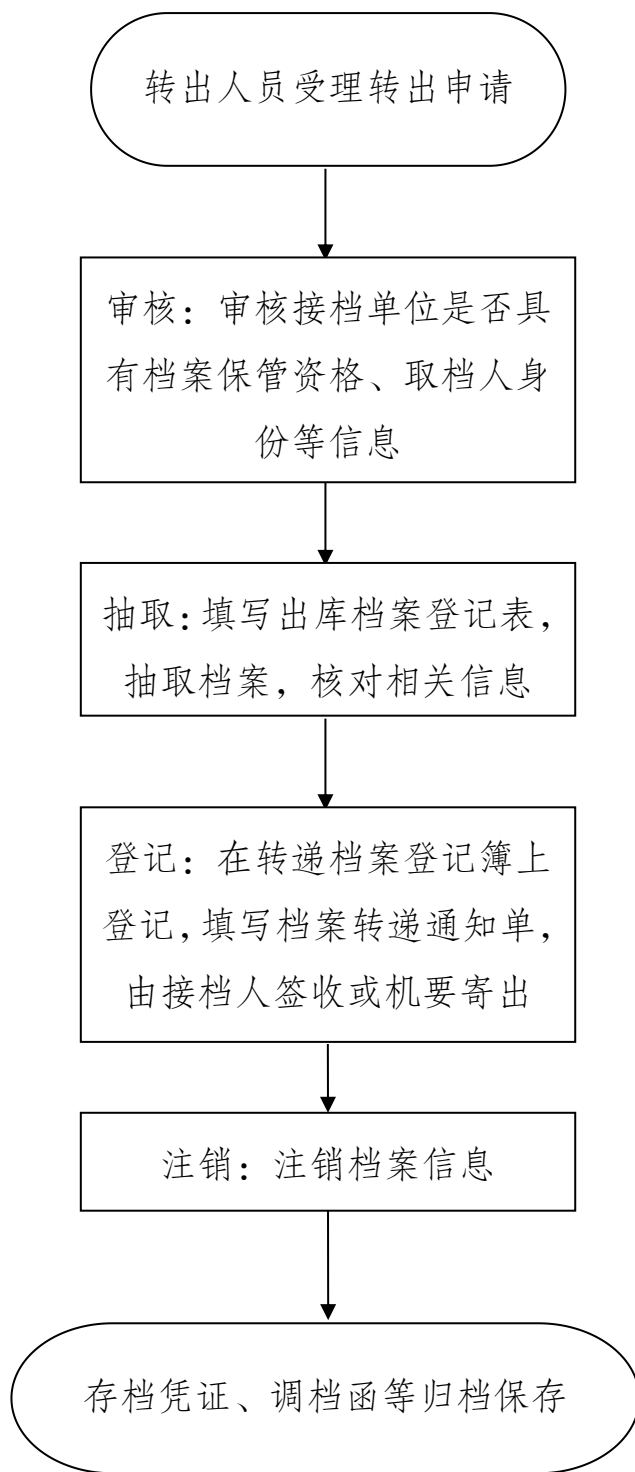 转出人员受理转出申请
审核：审核接档单位是否具
有档案保管资格、取档人身
份等信息
抽取：填写出库档案登记表，
抽取档案，核对相关信息
登记：在转递档案登记簿上
登记，填写档案转递通知单，
由接档人签收或机要寄出
注销：注销档案信息
存档凭证、调档函等归档保存